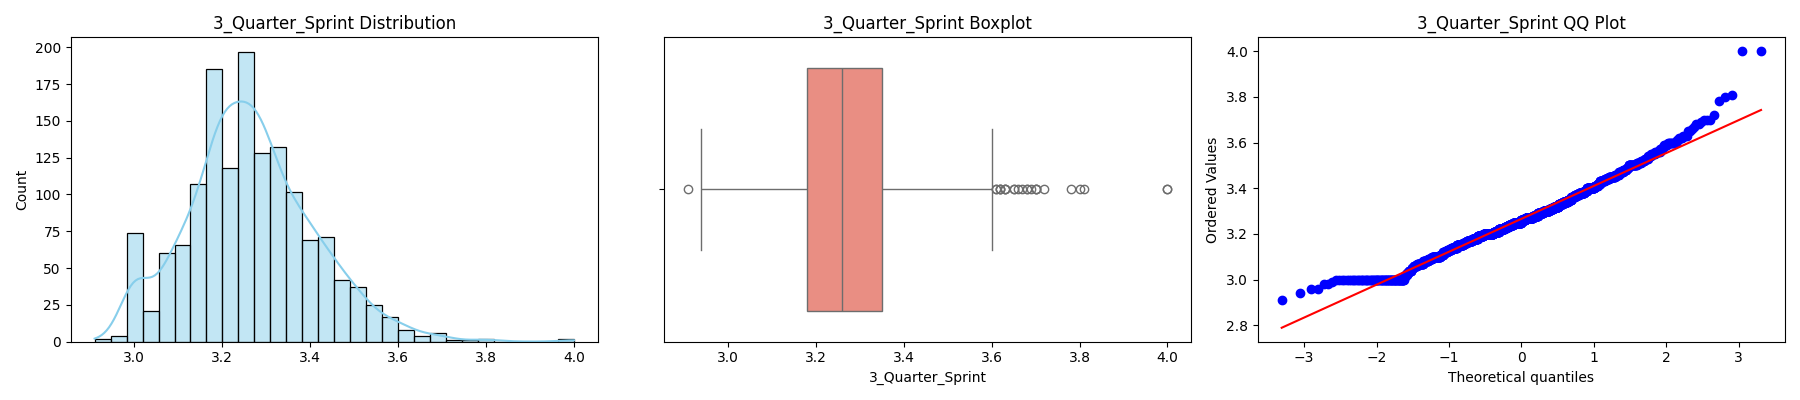 3_Quarter_Sprint Distribution
200
175
150
125
100
75
50
25
0
Count
3.0 3.2 3.4 3.6 3.8 4.0
3_Quarter_Sprint Boxplot
3.0 3.2 3.4 3.6 3.8 4.0
3_Quarter_Sprint
3_Quarter_Sprint QQ Plot
4.0
3.8
3.6
3.4
3.2
3.0
2.8
Ordered Values
−3 −2 −1 0 1 2 3
Theoretical quantiles